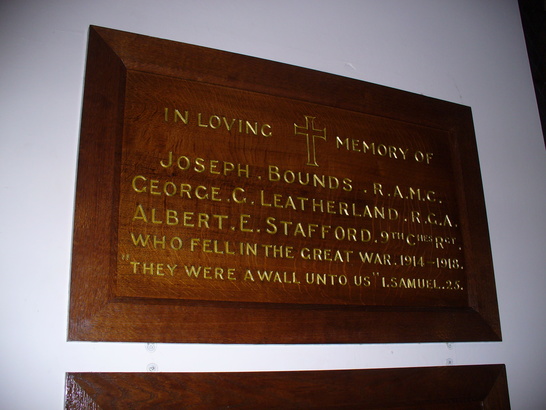 IN LOVING MEMORY OF
JOSEPH. BOUNDS. R.A.M.C.
GEORGE. G. LEATHERLAND. R.G.A.
ALBERT. E. STAFFORD. 9TH CHES RGT.
WHO FELL IN THE GREAT WAR. 1914–1918.
"THEY WERE A WALL UNTO US" 1. SAMUEL. 25.